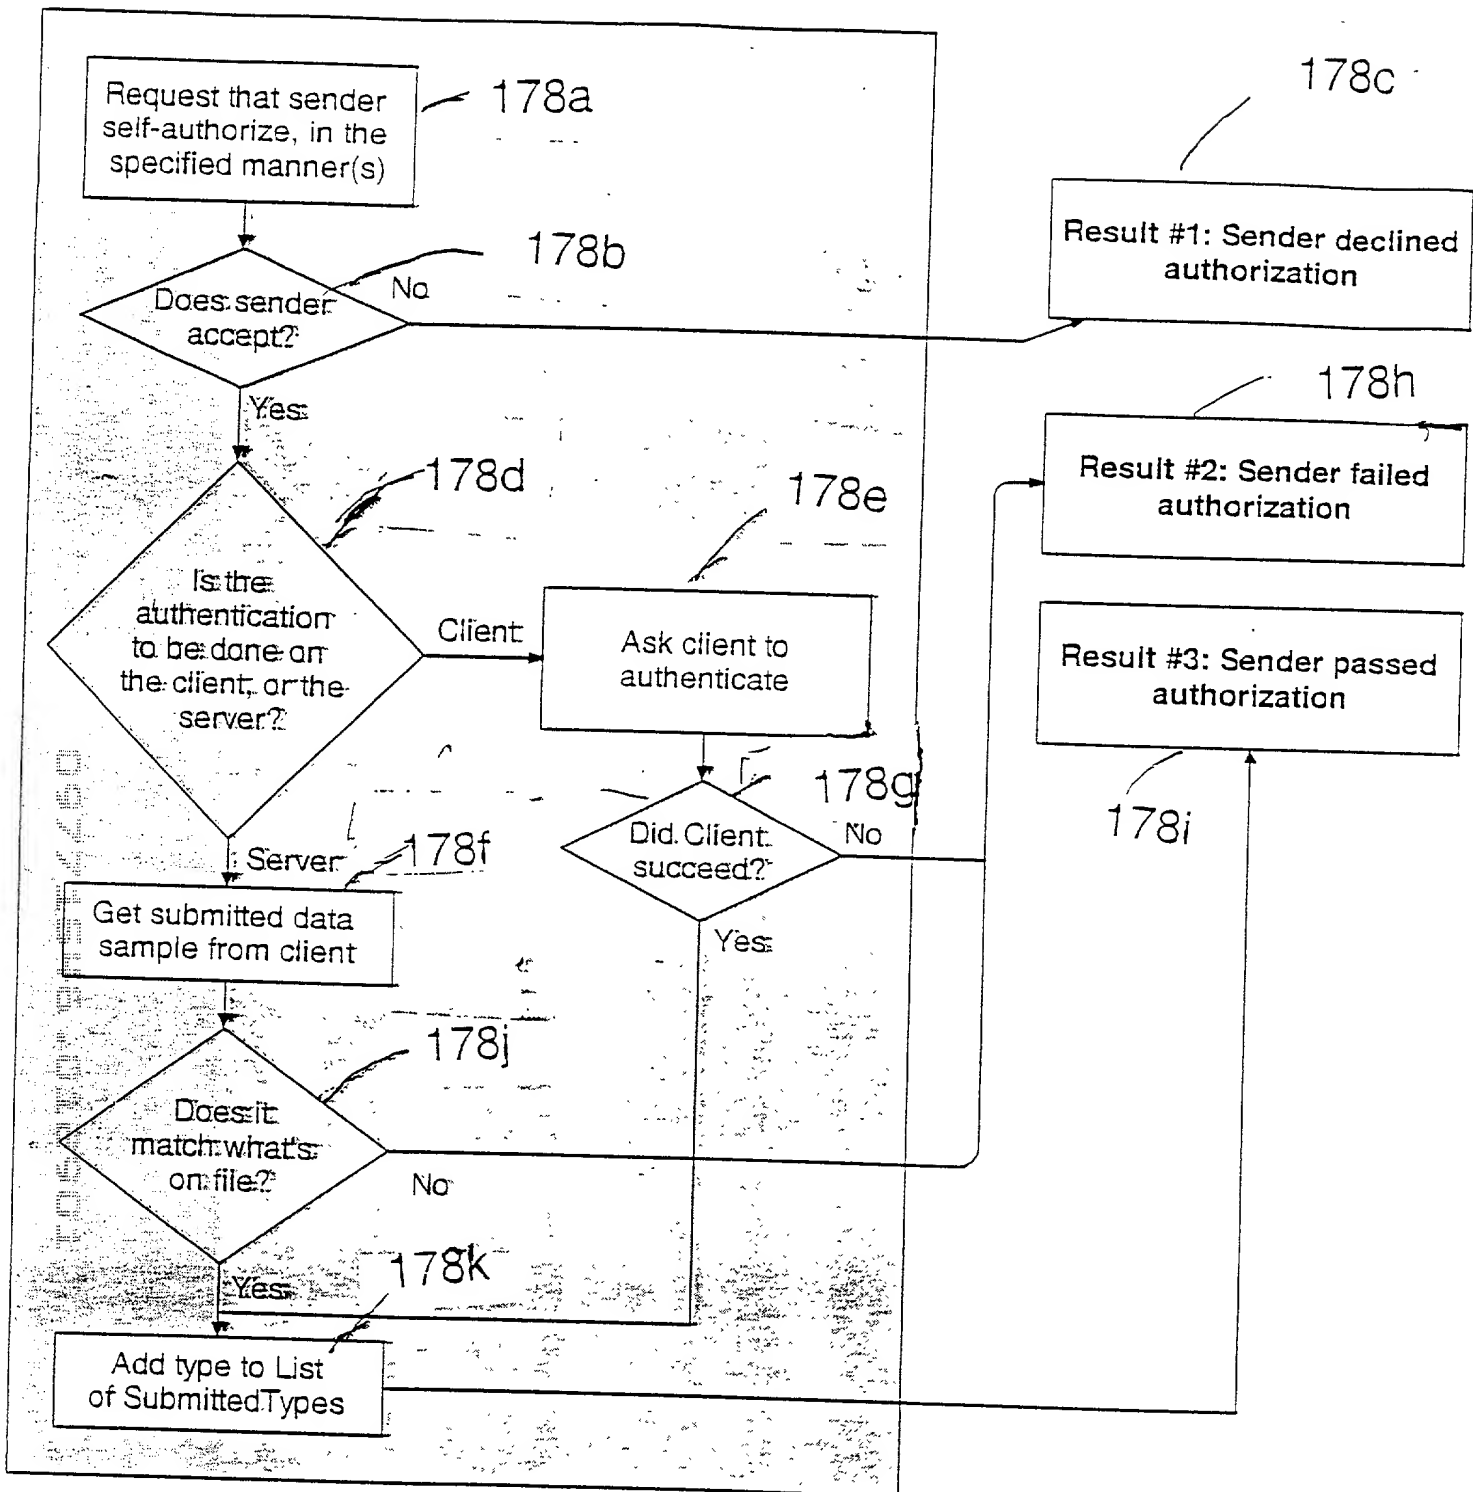 Request that sender
self-authorize, in the
specified manner(s)
178a
178c
Result #1: Sender declined
authorization
178b
Does sender
accept?
No
Yes
178h
Result #2: Sender failed
authorization
178d
178e
Is the
authentication
to be done on
the client, or the
server?
Client
Ask client to
authenticate
Result #3: Sender passed
authorization
178i
178g
Did Client
succeed?
No
Yes
Server
178f
Get submitted data
sample from client
178j
Does it
match what's
on file?
No
Yes
178k
Add type to List
of Submitted Types